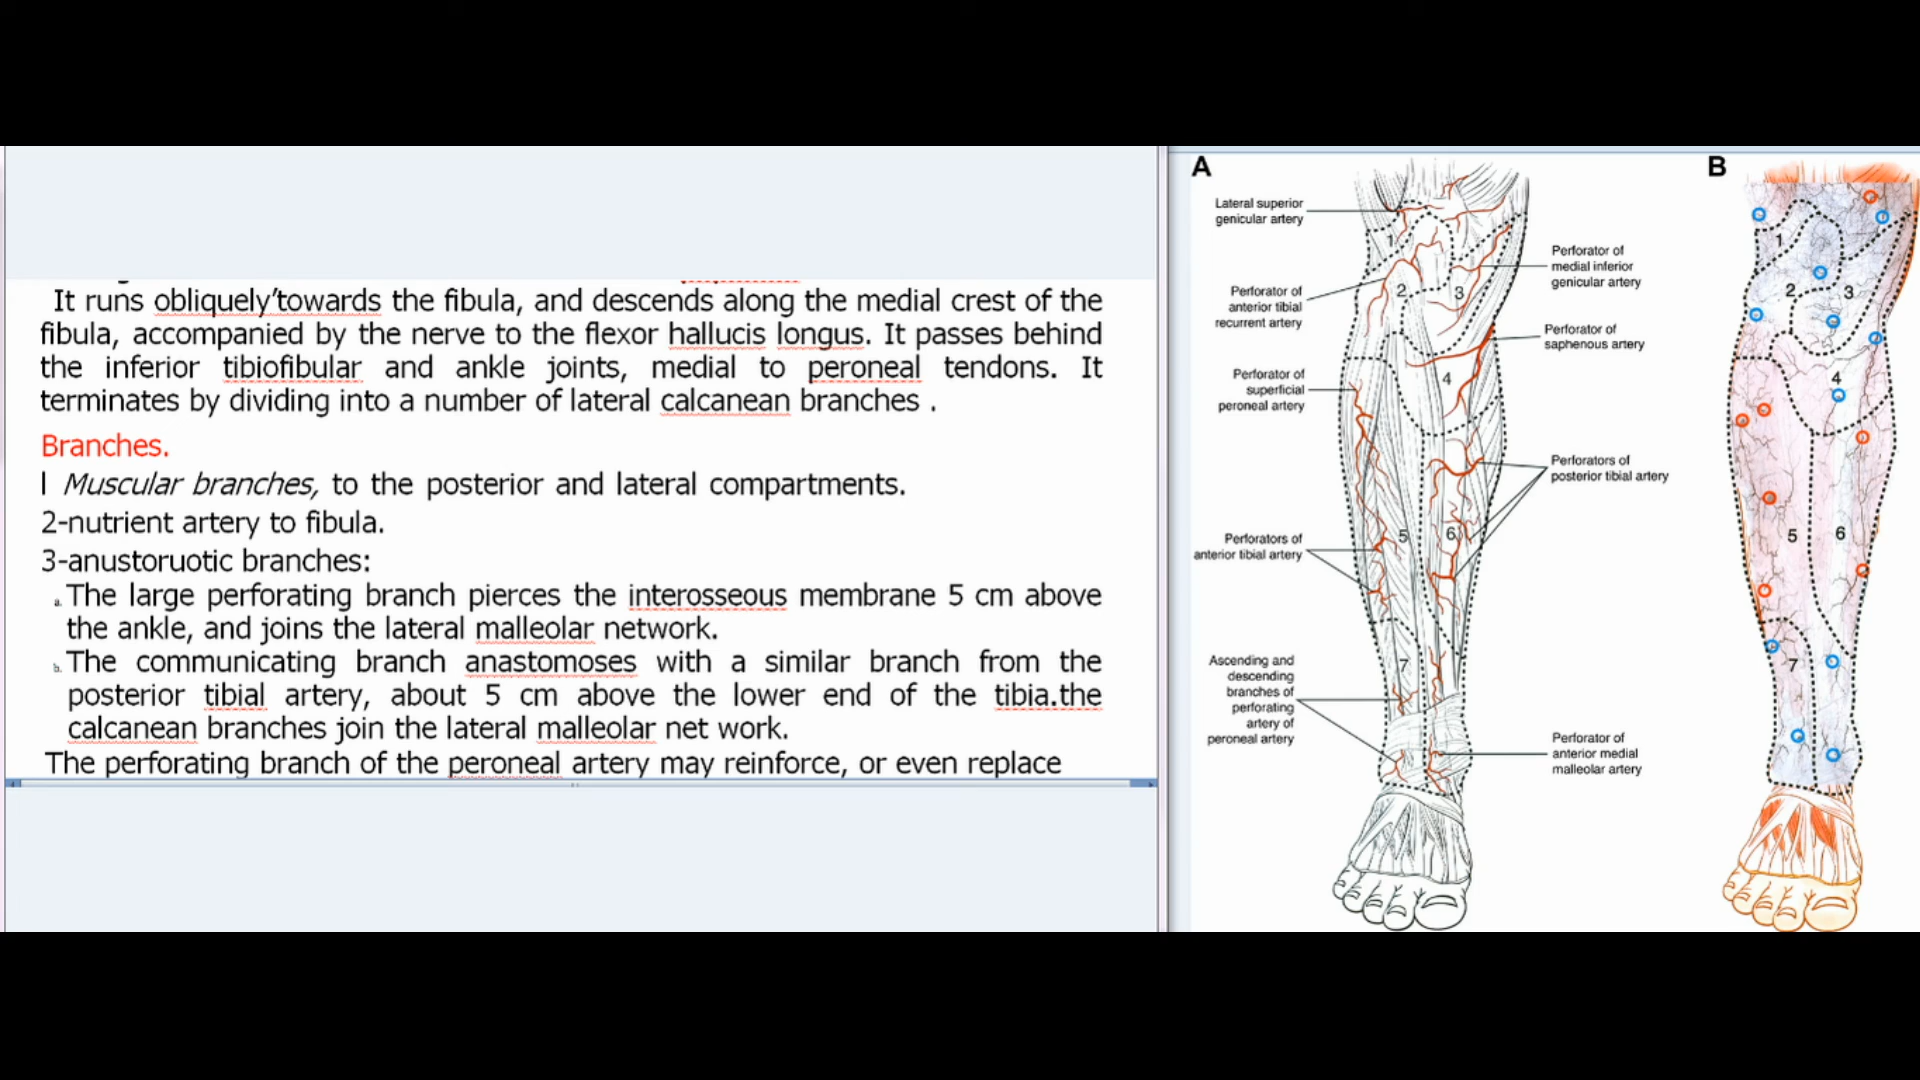 It runs obliquely'towards the fibula, and descends along the medial crest of the
fibula, accompanied by the nerve to the flexor hallucis longus. It passes behind
the inferior tibiofibular and ankle joints, medial to peroneal tendons. It
terminates by dividing into a number of lateral calcanean branches .
Branches.
l Muscular branches, to the posterior and lateral compartments.
2-nutrient artery to fibula.
3-anustoruotic branches:
a. The large perforating branch pierces the interosseous membrane 5 cm above
the ankle, and joins the lateral malleolar network.
b. The communicating branch anastomoses with a similar branch from the
posterior tibial artery, about 5 cm above the lower end of the tibia.the
calcanean branches join the lateral malleolar net work.
The perforating branch of the peroneal artery may reinforce, or even replace
A
Lateral superior
genicular artery
Perforator of
anterior tibial
recurrent artery
Perforator of
superficial
peroneal artery
Perforators of
anterior tibial artery
Ascending and
descending
branches of
perforating
artery of
peroneal artery
1
2
3
4
5
6
7
Perforator of
medial inferior
genicular artery
Perforator of
saphenous artery
Perforators of
posterior tibial artery
Perforator of
anterior medial
malleolar artery
B
1
2
3
4
5
6
7